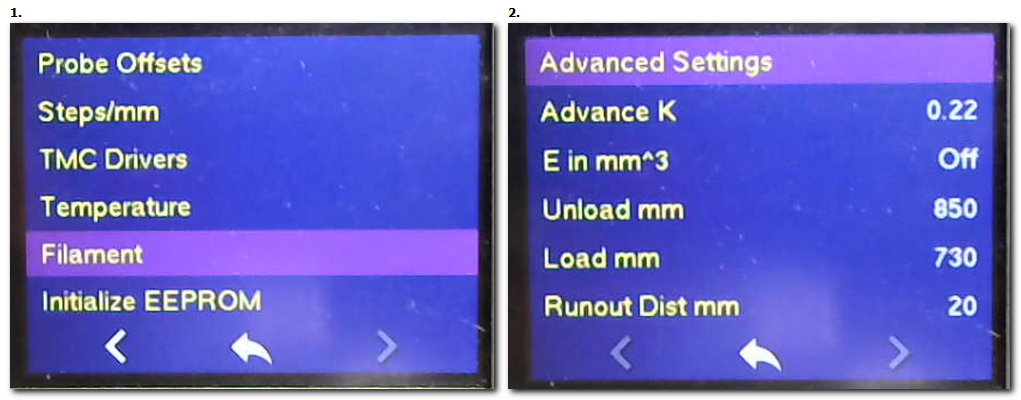 1.
Probe Offsets
Steps/mm
TMC Drivers
Temperature
Filament
Initialize EEPROM
2.
Advanced Settings
Advance K 0.22
E in mm^3 Off
Unload mm 850
Load mm 730
Runout Dist mm 20